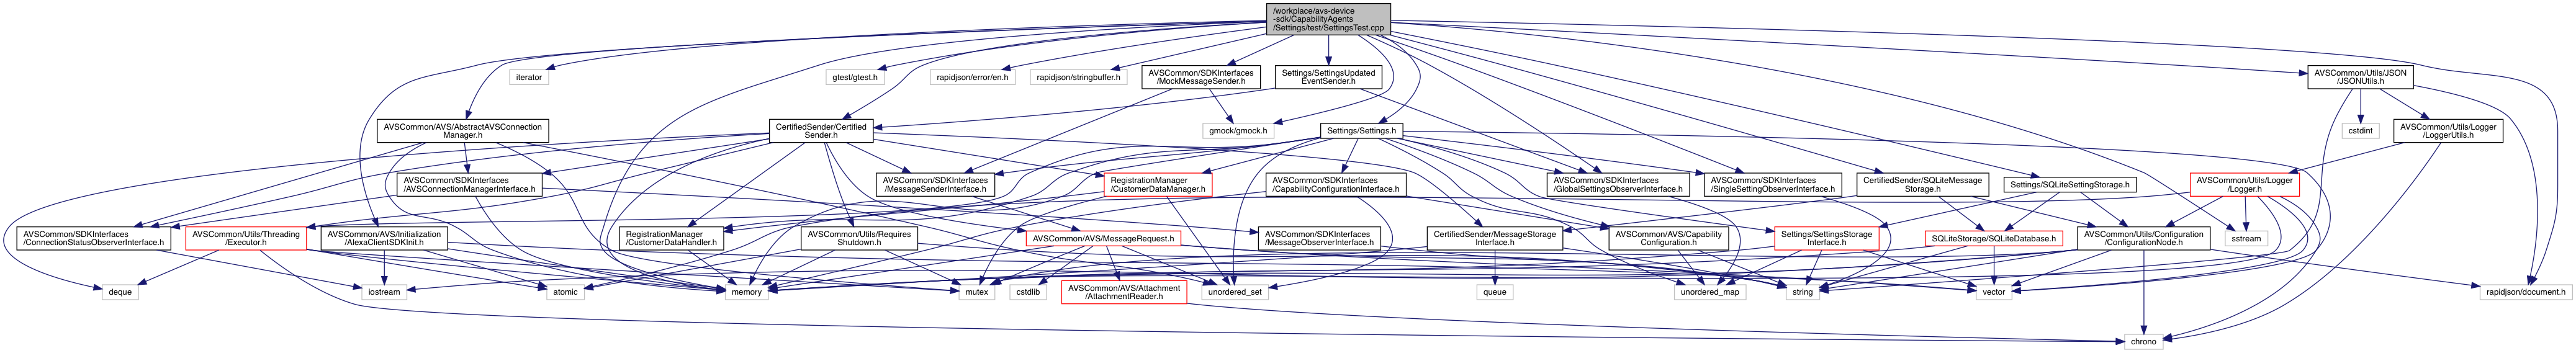 /workplace/avs-device
-sdk/CapabilityAgents
/Settings/test/SettingsTest.cpp
iterator
gtest/gtest.h
rapidjson/error/en.h
rapidjson/stringbuffer.h
AVSCommon/SDKInterfaces
/MockMessageSender.h
Settings/SettingsUpdated
EventSender.h
AVSCommon/Utils/JSON
/JSONUtils.h
AVSCommon/AVS/AbstractAVSConnection
Manager.h
CertifiedSender/Certified
Sender.h
gmock/gmock.h
Settings/Settings.h
cstdint
AVSCommon/Utils/Logger
/LoggerUtils.h
AVSCommon/SDKInterfaces
/AVSConnectionManagerInterface.h
AVSCommon/SDKInterfaces
/MessageSenderInterface.h
RegistrationManager
/CustomerDataManager.h
AVSCommon/SDKInterfaces
/CapabilityConfigurationInterface.h
AVSCommon/SDKInterfaces
/GlobalSettingsObserverInterface.h
AVSCommon/SDKInterfaces
/SingleSettingObserverInterface.h
CertifiedSender/SQLiteMessage
Storage.h
Settings/SQLiteSettingStorage.h
AVSCommon/Utils/Logger
/Logger.h
AVSCommon/SDKInterfaces
/ConnectionStatusObserverInterface.h
AVSCommon/Utils/Threading
/Executor.h
AVSCommon/AVS/Initialization
/AlexaClientSDKInit.h
RegistrationManager
/CustomerDataHandler.h
AVSCommon/Utils/Requires
Shutdown.h
AVSCommon/AVS/MessageRequest.h
AVSCommon/SDKInterfaces
/MessageObserverInterface.h
CertifiedSender/MessageStorage
Interface.h
AVSCommon/AVS/Capability
Configuration.h
Settings/SettingsStorage
Interface.h
SQLiteStorage/SQLiteDatabase.h
AVSCommon/Utils/Configuration
/ConfigurationNode.h
sstream
deque
iostream
atomic
memory
mutex
cstdlib
AVSCommon/AVS/Attachment
/AttachmentReader.h
unordered_set
queue
unordered_map
string
vector
rapidjson/document.h
chrono